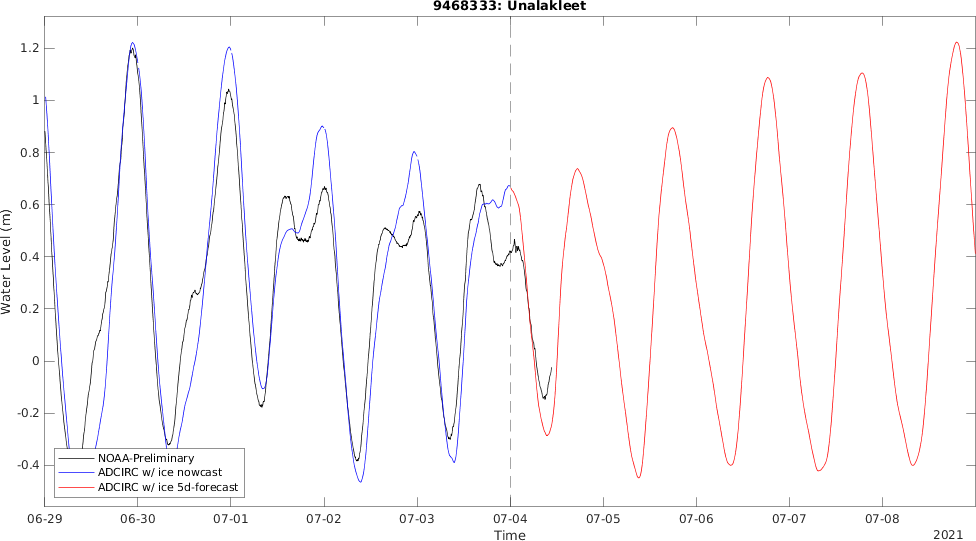 9468333: Unalakleet
Water Level (m)
1.2
1
0.8
0.6
0.4
0.2
0
-0.2
-0.4
NOAA-Preliminary
ADCIRC w/ ice nowcast
ADCIRC w/ ice 5d-forecast
06-29 06-30 07-01 07-02 07-03 07-04 07-05 07-06 07-07 07-08
Time
2021